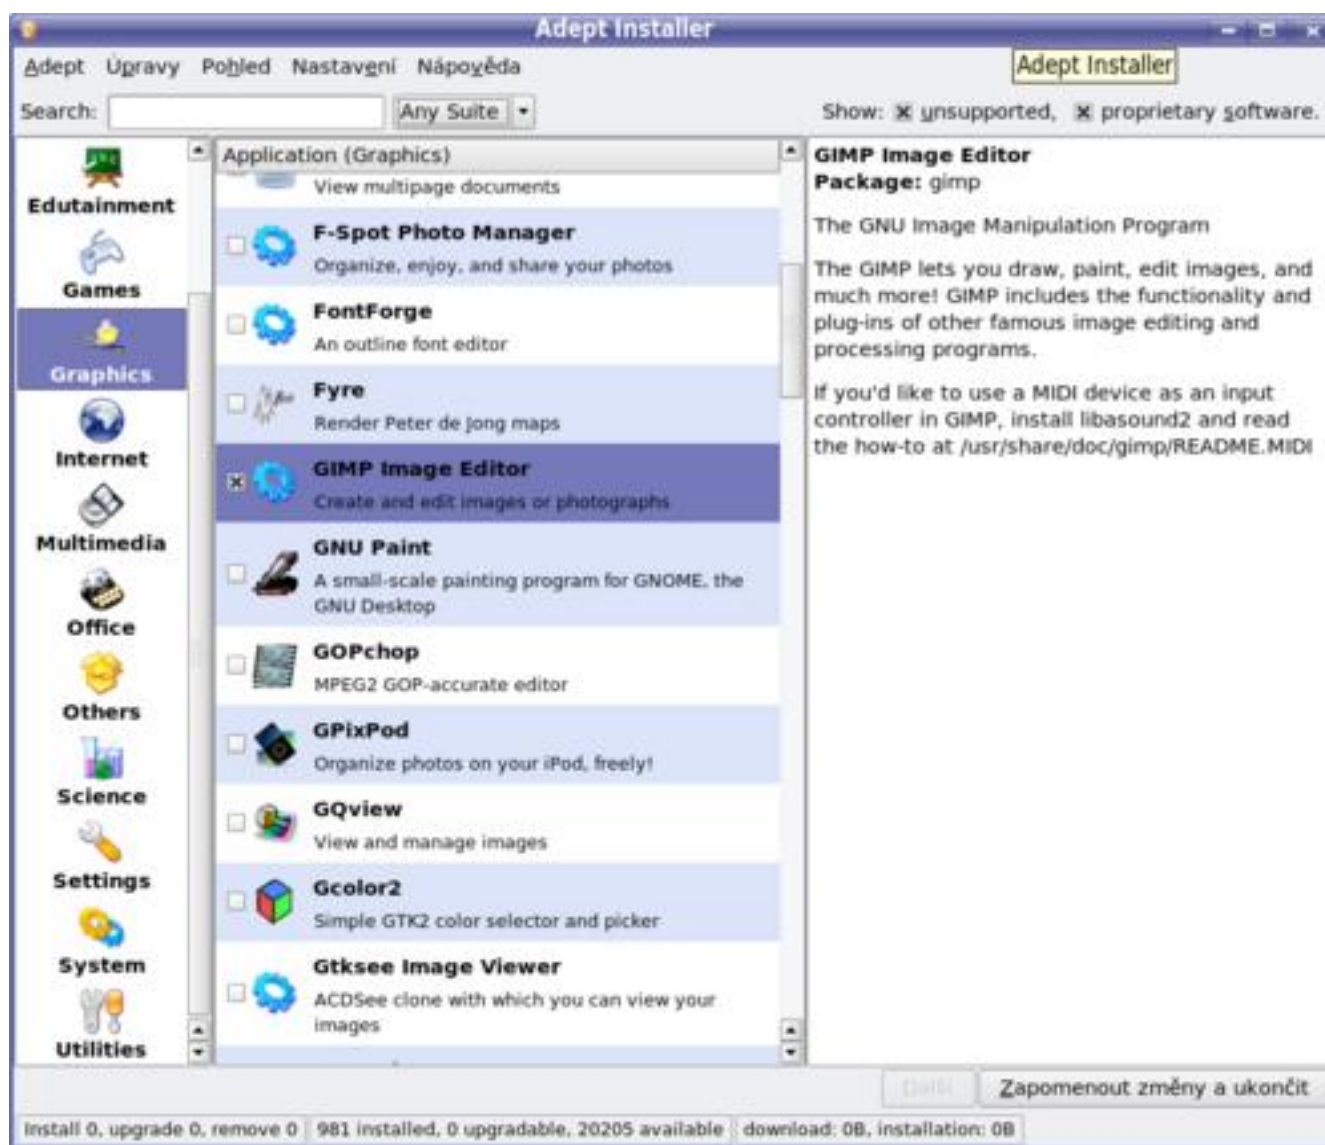 Adept Installer
Adept Úpravy Pohled Nastavení Nápověda
Adept Installer
Search:
Any Suite
Show: unsupported, proprietary software.
Edutainment
Games
Graphics
Internet
Multimedia
Office
Others
Science
Settings
System
Utilities
Application (Graphics)
View multipage documents
F-Spot Photo Manager
Organize, enjoy, and share your photos
FontForge
An outline font editor
Fyre
Render Peter de Jong maps
GIMP Image Editor
Create and edit images or photographs
GNU Paint
A small-scale painting program for GNOME, the
GNU Desktop
GOPchop
MPEG2 GOP-accurate editor
GPixPod
Organize photos on your iPod, freely!
GQview
View and manage images
Gcolor2
Simple GTK2 color selector and picker
Gtksee Image Viewer
ACDSee clone with which you can view your
images
GIMP Image Editor
Package: gimp
The GNU Image Manipulation Program
The GIMP lets you draw, paint, edit images, and
much more! GIMP includes the functionality and
plug-ins of other famous image editing and
processing programs.
If you'd like to use a MIDI device as an input
controller in GIMP, install libasound2 and read
the how-to at /usr/share/doc/gimp/README.MIDI
Zapomenout změny a ukončit
Install 0, upgrade 0, remove 0
981 installed, 0 upgradable, 20205 available
download: 0B, installation: 0B